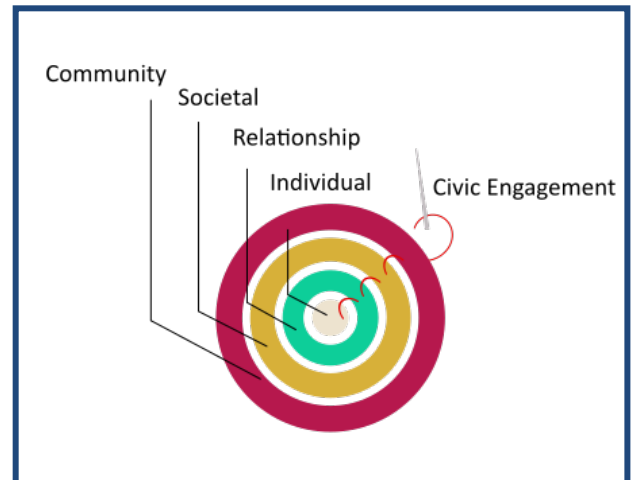 Community
Societal
Relationship
Individual
Civic Engagement